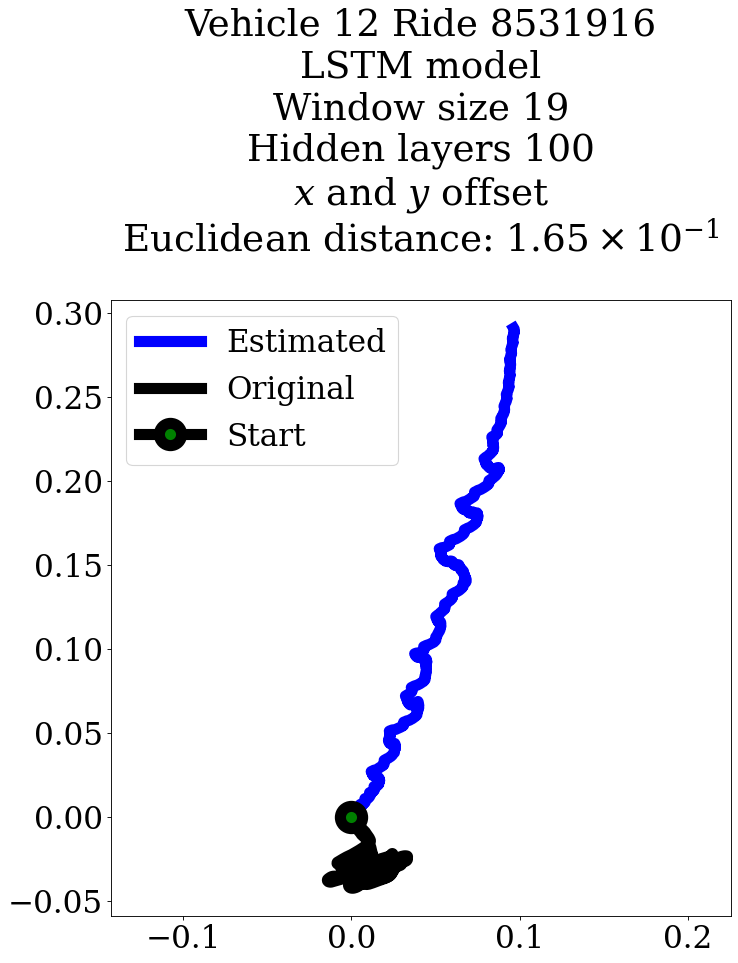 Vehicle 12 Ride 8531916
LSTM model
Window size 19
Hidden layers 100
x and y offset
Euclidean distance: 1.65 × 10⁻¹
Estimated
Original
Start
0.30
0.25
0.20
0.15
0.10
0.05
0.00
−0.05
−0.1
0.0
0.1
0.2